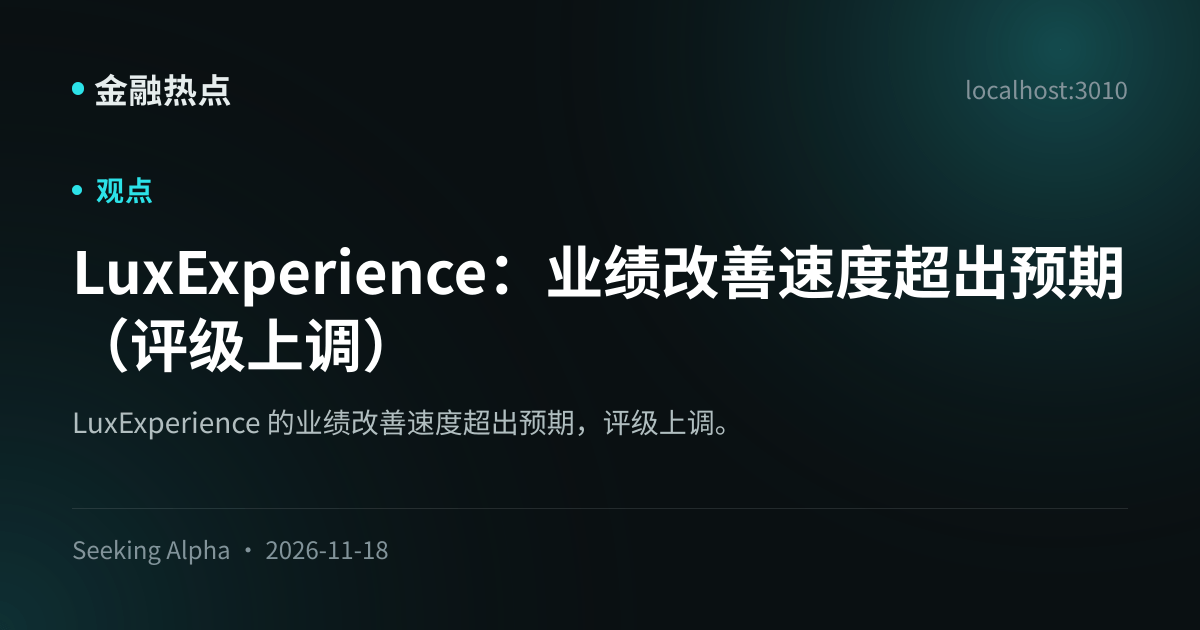 金融热点
localhost:3010
观点
LuxExperience：业绩改善速度超出预期
（评级上调）
LuxExperience 的业绩改善速度超出预期，评级上调。
Seeking Alpha · 2026-11-18